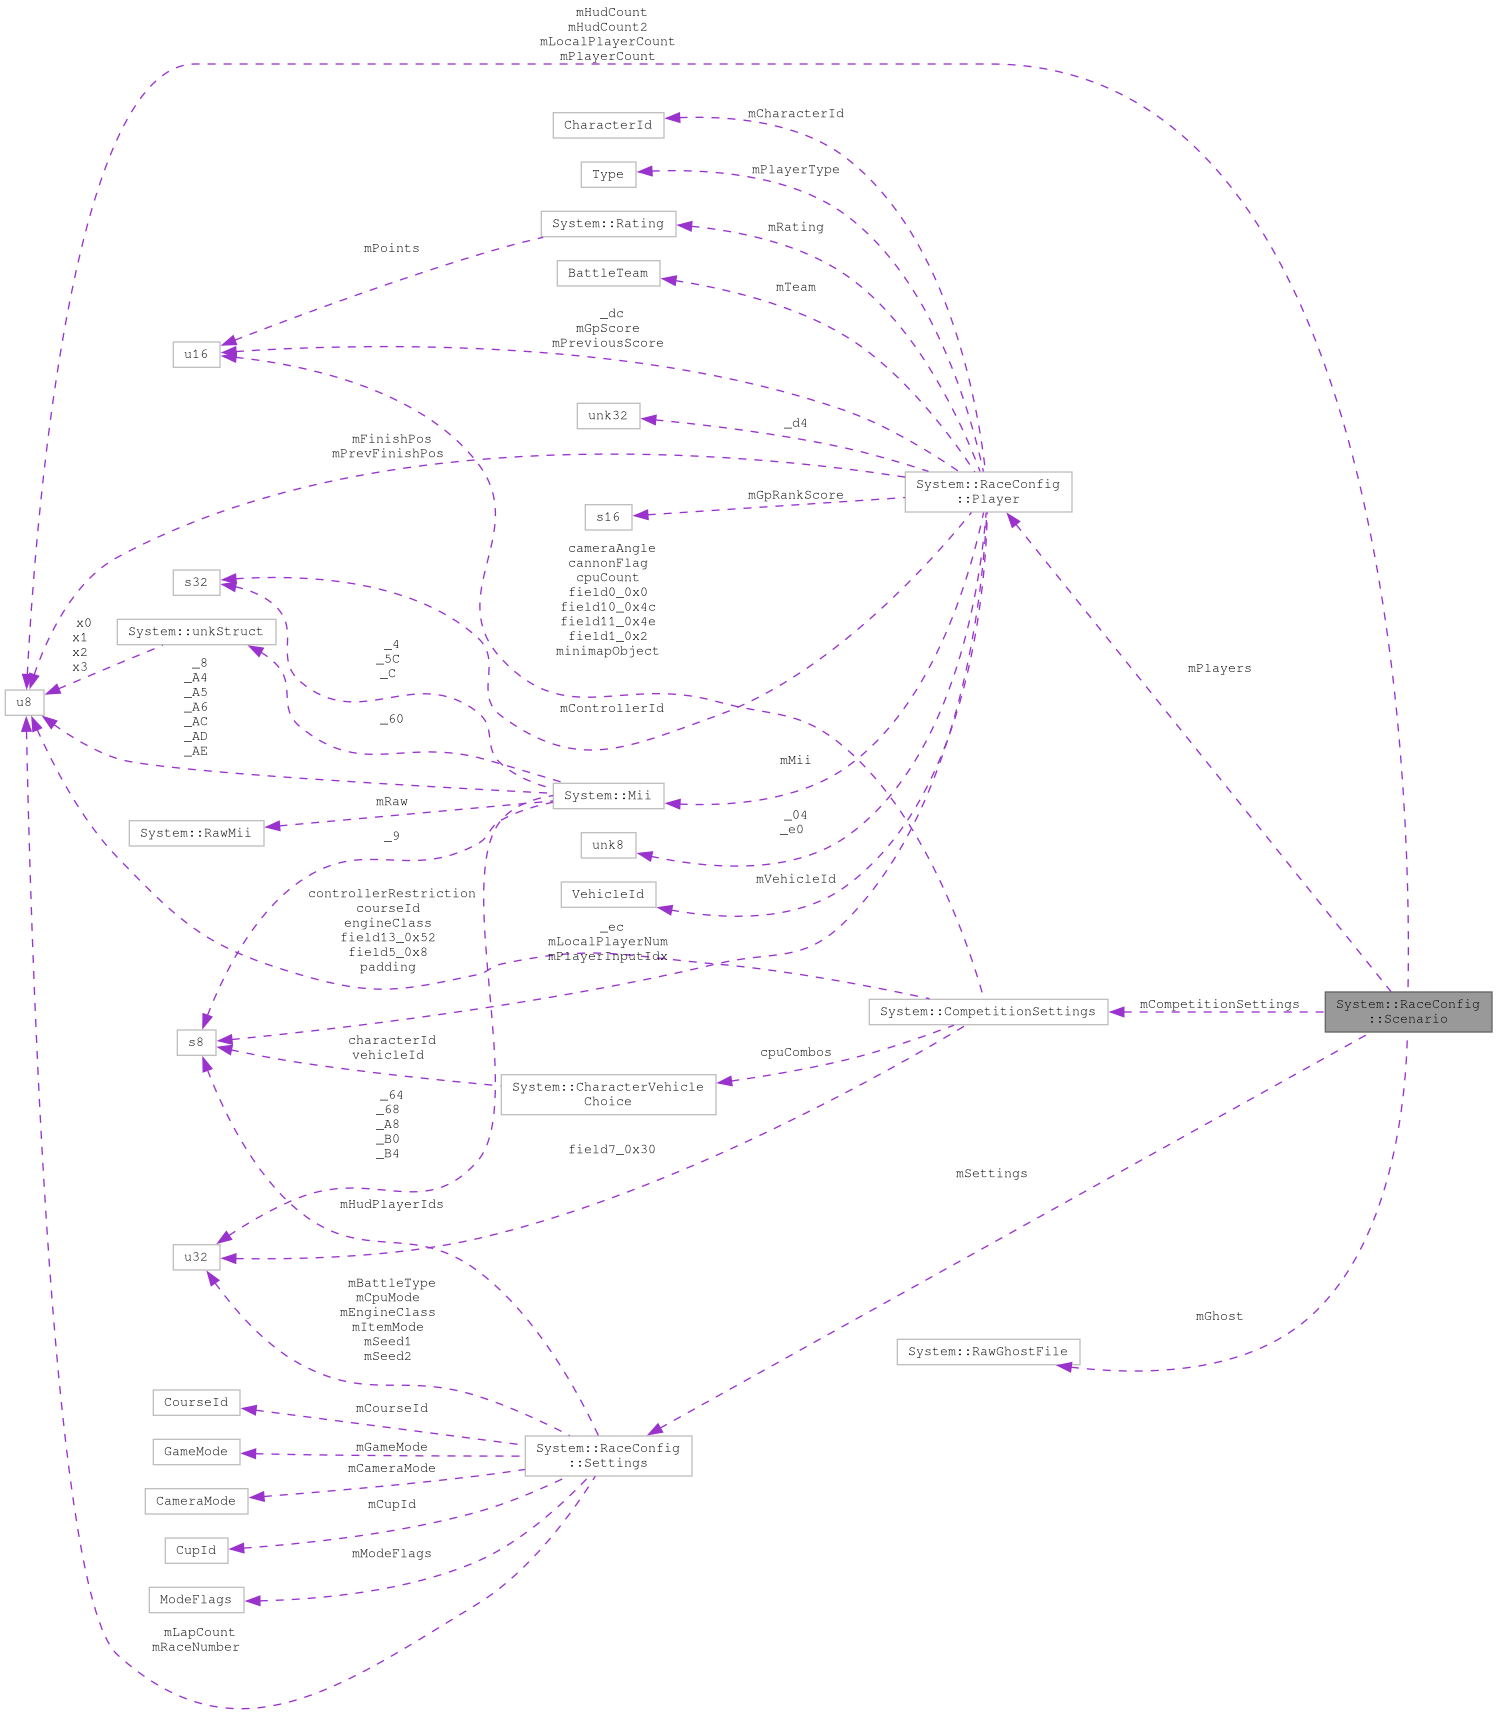 mHudCount
mHudCount2
mLocalPlayerCount
mPlayerCount
CharacterId
mCharacterId
Type
mPlayerType
System::Rating
mRating
mPoints
BattleTeam
mTeam
_dc
mGpScore
mPreviousScore
u16
unk32
_d4
mFinishPos
mPrevFinishPos
System::RaceConfig
::Player
s16
mGpRankScore
cameraAngle
cannonFlag
cpuCount
field0_0x0
field10_0x4c
field11_0x4e
field1_0x2
minimapObject
s32
System::unkStruct
x0
x1
x2
x3
_4
_5C
_C
mPlayers
_8
_A4
_A5
_A6
_AC
_AD
_AE
u8
mControllerId
_60
mMii
System::Mii
mRaw
System::RawMii
_9
_04
_e0
unk8
VehicleId
mVehicleId
controllerRestriction
courseId
engineClass
field13_0x52
field5_0x8
padding
_ec
mLocalPlayerNum
mPlayerInputIdx
System::CompetitionSettings
mCompetitionSettings
System::RaceConfig
::Scenario
s8
characterId
vehicleId
cpuCombos
System::CharacterVehicle
Choice
_64
_68
_A8
_B0
_B4
field7_0x30
mSettings
mHudPlayerIds
u32
mBattleType
mCpuMode
mEngineClass
mItemMode
mSeed1
mSeed2
mGhost
System::RawGhostFile
CourseId
mCourseId
GameMode
mGameMode
System::RaceConfig
::Settings
mCameraMode
CameraMode
mCupId
CupId
mModeFlags
ModeFlags
mLapCount
mRaceNumber